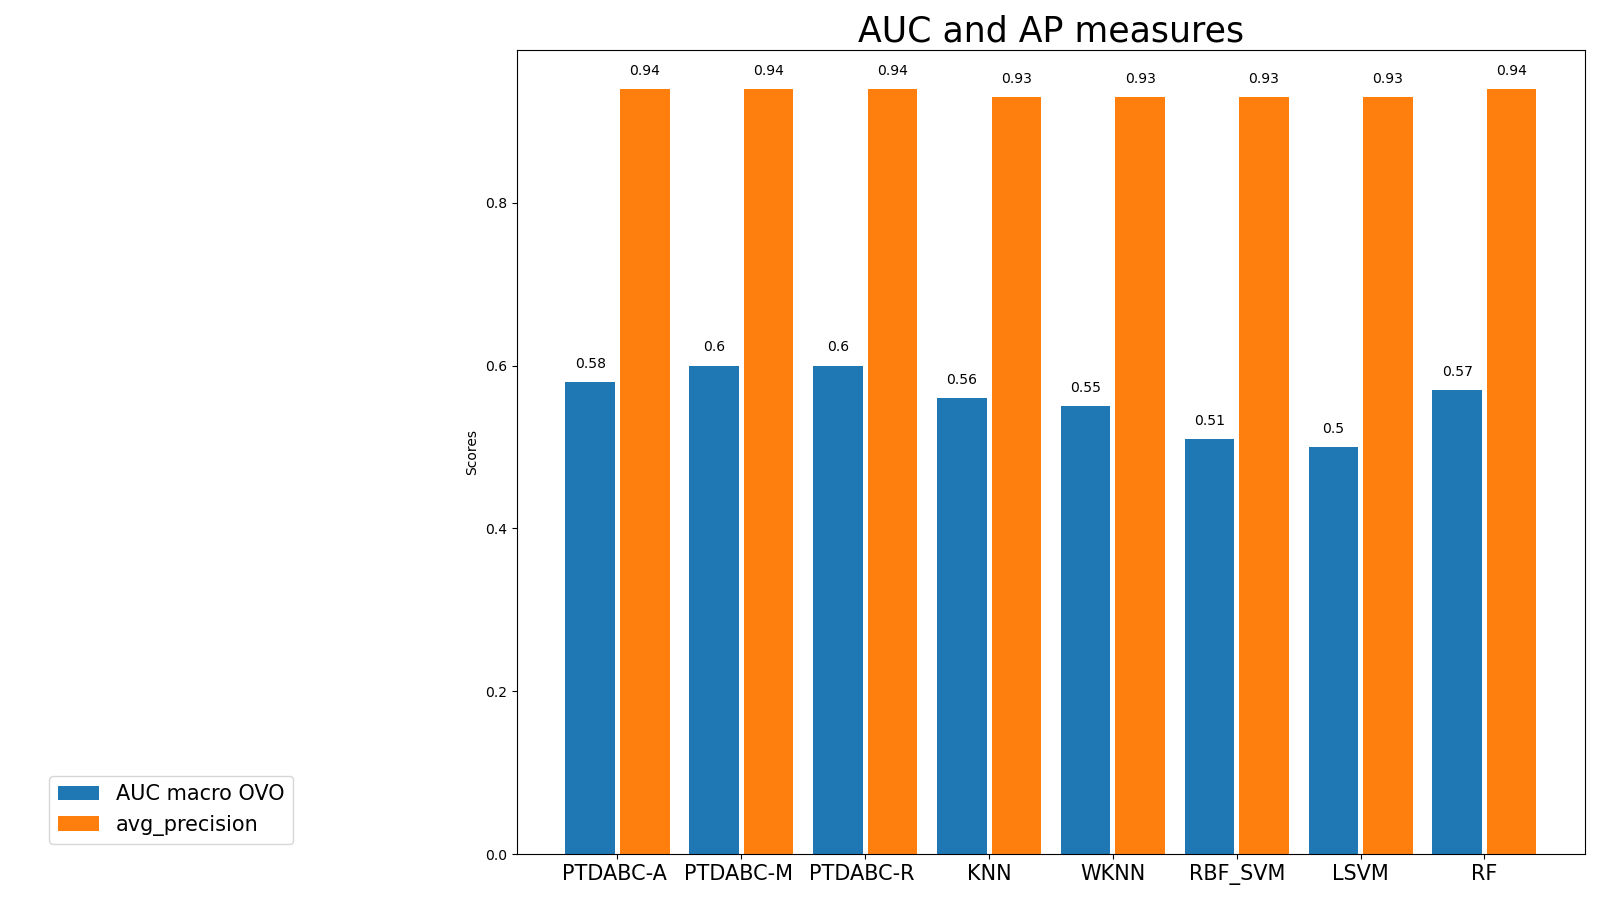 AUC and AP measures
0.94 0.94 0.94 0.93 0.93 0.93 0.93 0.94
0.58 0.6 0.6 0.56 0.55 0.51 0.5 0.57
0.8
0.6
0.4
0.2
0.0
Scores
PTDABC-A PTDABC-M PTDABC-R KNN WKNN RBF_SVM LSVM RF
AUC macro OVO
avg_precision